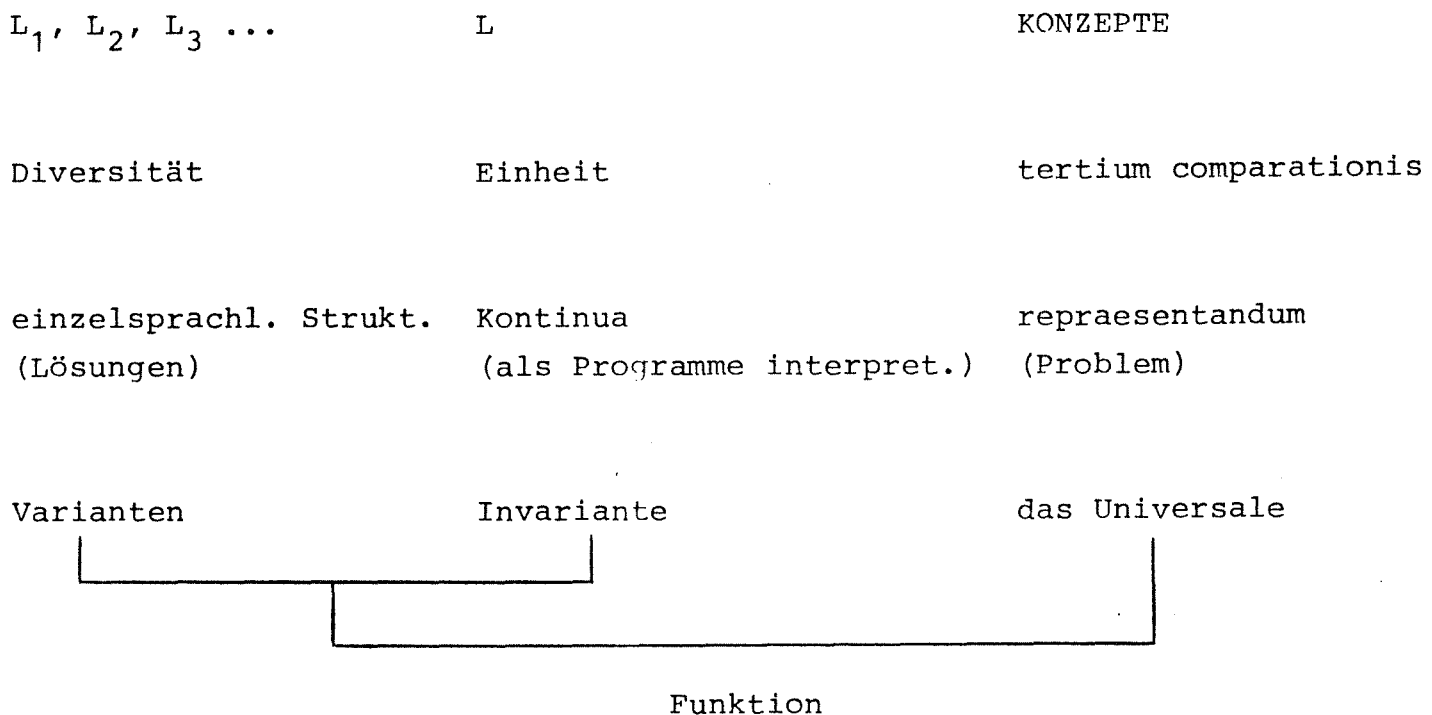 L₁, L₂, L₃ ... L KONZEPTE
Diversität Einheit tertium comparationis
einzelsprachl. Strukt. Kontinua repraesentandum
(Lösungen) (als Programme interpret.) (Problem)
Varianten Invariante das Universale
Funktion